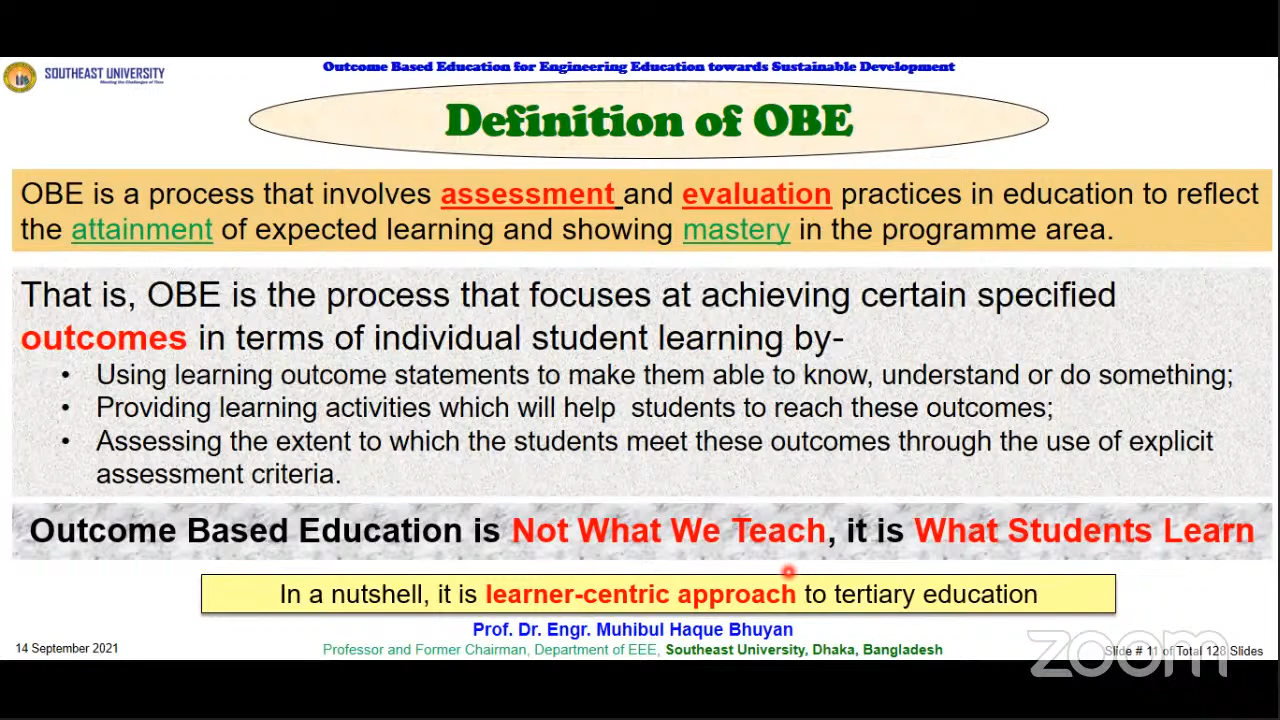 SOUTHEAST UNIVERSITY
Meeting the Challenges of Time
Outcome Based Education for Engineering Education towards Sustainable Development
Definition of OBE
OBE is a process that involves assessment and evaluation practices in education to reflect
the attainment of expected learning and showing mastery in the programme area.
That is, OBE is the process that focuses at achieving certain specified
outcomes in terms of individual student learning by-
• Using learning outcome statements to make them able to know, understand or do something;
• Providing learning activities which will help students to reach these outcomes;
• Assessing the extent to which the students meet these outcomes through the use of explicit
assessment criteria.
Outcome Based Education is Not What We Teach, it is What Students Learn
In a nutshell, it is learner-centric approach to tertiary education
Prof. Dr. Engr. Muhibul Haque Bhuyan
14 September 2021
Professor and Former Chairman, Department of EEE, Southeast University, Dhaka, Bangladesh
Slide # 11 of Total 128 Slides
zoom